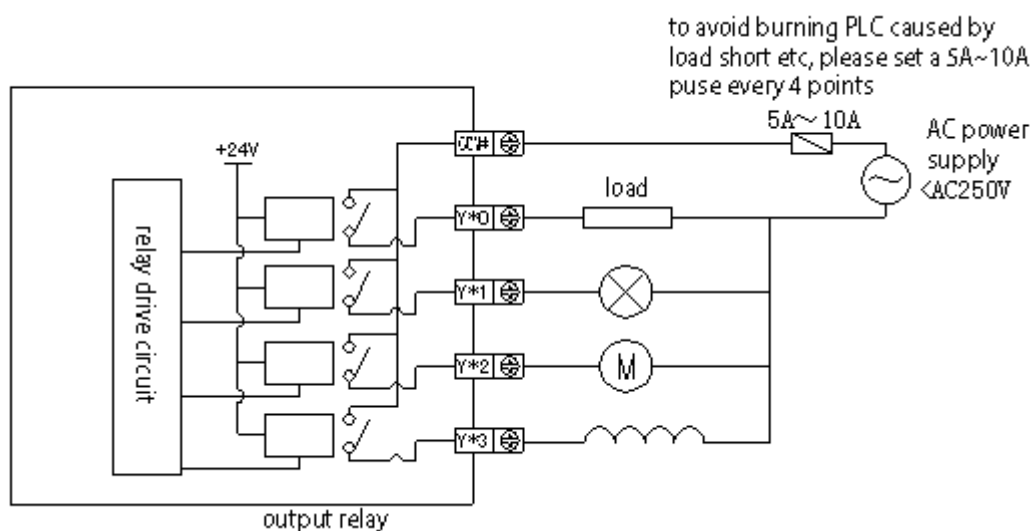 to avoid burning PLC caused by
load short etc, please set a 5A~10A
puse every 4 points
5A~ 10A
AC power
supply
<AC250V
+24V
load
Y*0
Y*1
Y*2
M
Y*3
relay drive circuit
output relay